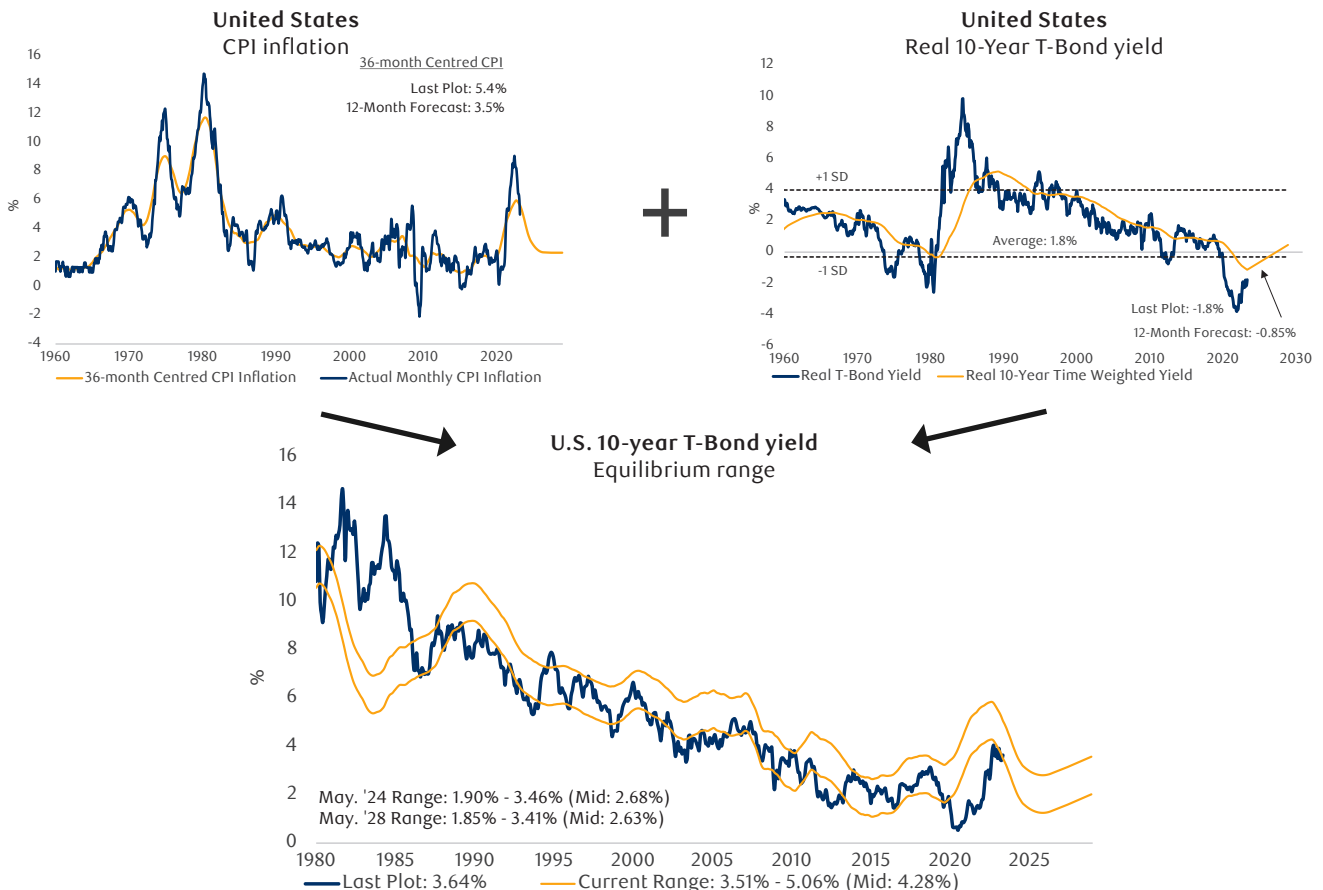 United States
CPI inflation
16
14
12
10
8
6
4
2
0
-2
-4
%
36-month Centred CPI
Last Plot: 5.4%
12-Month Forecast: 3.5%
1960
1970
1980
1990
2000
2010
2020
36-month Centred CPI Inflation
Actual Monthly CPI Inflation
+
United States
Real 10-Year T-Bond yield
12
10
8
6
4
2
0
-2
-4
-6
%
+1 SD
Average: 1.8%
-1 SD
Last Plot: -1.8%
12-Month Forecast: -0.85%
1960
1970
1980
1990
2000
2012
2020
2030
Real T-Bond Yield
Real 10-Year Time Weighted Yield
U.S. 10-year T-Bond yield
Equilibrium range
16
14
12
10
8
6
4
2
0
%
May. '24 Range: 1.90% - 3.46% (Mid: 2.68%)
May. '28 Range: 1.85% - 3.41% (Mid: 2.63%)
1980
1985
1990
1995
2000
2005
2010
2015
2020
2025
Last Plot: 3.64%
Current Range: 3.51% - 5.06% (Mid: 4.28%)